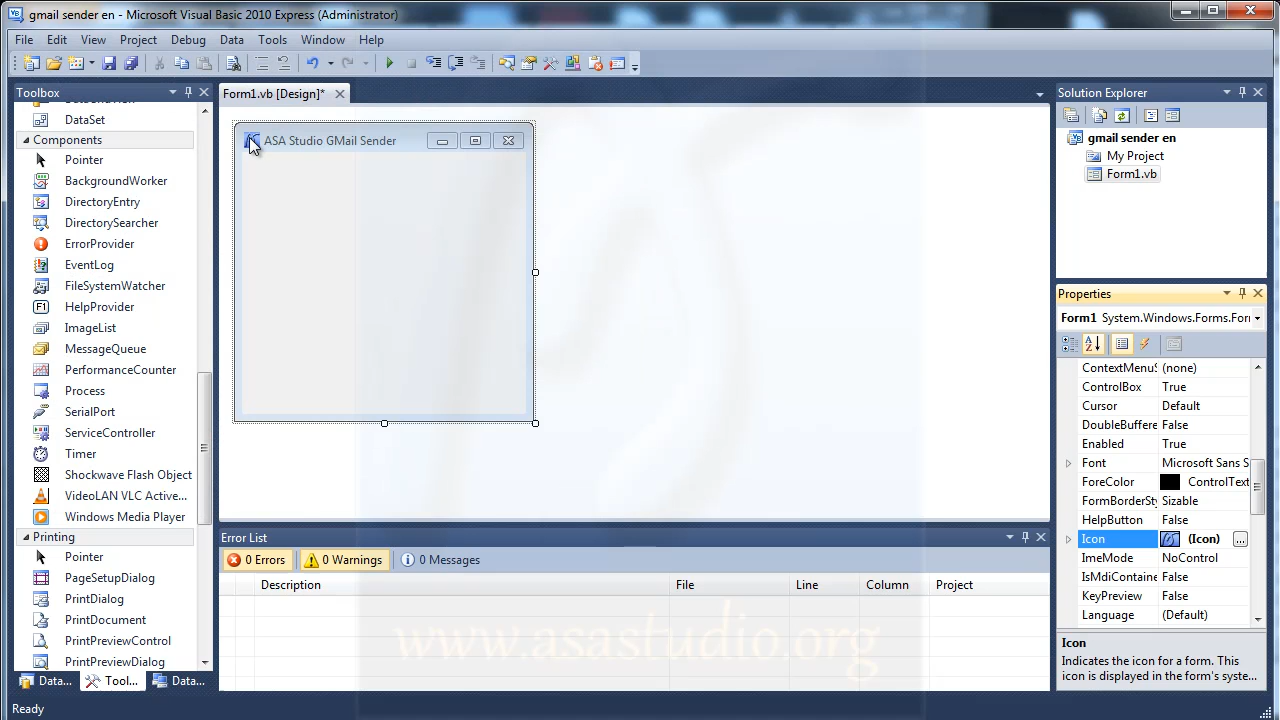 gmail sender en - Microsoft Visual Basic 2010 Express (Administrator)
File Edit View Project Debug Data Tools Window Help
Toolbox
DataSet
Components
Pointer
BackgroundWorker
DirectoryEntry
DirectorySearcher
ErrorProvider
EventLog
FileSystemWatcher
HelpProvider
ImageList
MessageQueue
PerformanceCounter
Process
SerialPort
ServiceController
Timer
Shockwave Flash Object
VideoLAN VLC Active...
Windows Media Player
Printing
Pointer
PageSetupDialog
PrintDialog
PrintDocument
PrintPreviewControl
PrintPreviewDialog
Data... Tool... Data...
Form1.vb [Design]*
ASA Studio GMail Sender
Error List
0 Errors 0 Warnings 0 Messages
Description File Line Column Project
www.asastudio.org
Solution Explorer
gmail sender en
My Project
Form1.vb
Properties
Form1 System.Windows.Forms.For
ContextMenuS (none)
ControlBox True
Cursor Default
DoubleBuffere False
Enabled True
Font Microsoft Sans S
ForeColor ControlText
FormBorderSty Sizable
HelpButton False
Icon (Icon) ...
ImeMode NoControl
IsMdiContaine False
KeyPreview False
Language (Default)
Icon
Indicates the icon for a form. This
icon is displayed in the form's syste...
Ready